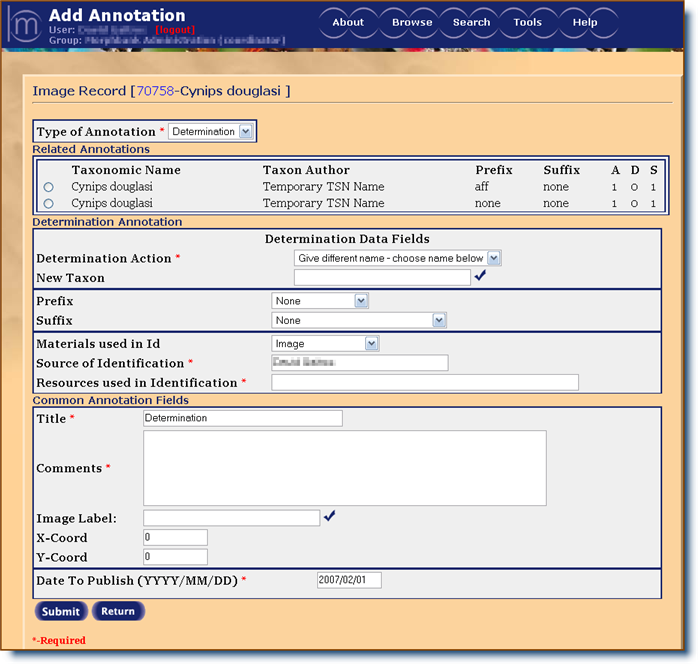 m Add Annotation
User: [logout]
Group: Morphbank Administration (coordinator)
About Browse Search Tools Help
Image Record [70758-Cynips douglasi ]
Type of Annotation * Determination
Related Annotations
Taxonomic Name Taxon Author Prefix Suffix A D S
Cynips douglasi Temporary TSN Name aff none 1 0 1
Cynips douglasi Temporary TSN Name none none 1 0 1
Determination Annotation
Determination Data Fields
Determination Action * Give different name - choose name below
New Taxon
Prefix None
Suffix None
Materials used in Id Image
Source of Identification *
Resources used in Identification *
Common Annotation Fields
Title * Determination
Comments *
Image Label:
X-Coord 0
Y-Coord 0
Date To Publish (YYYY/MM/DD) * 2007/02/01
Submit Return
*-Required